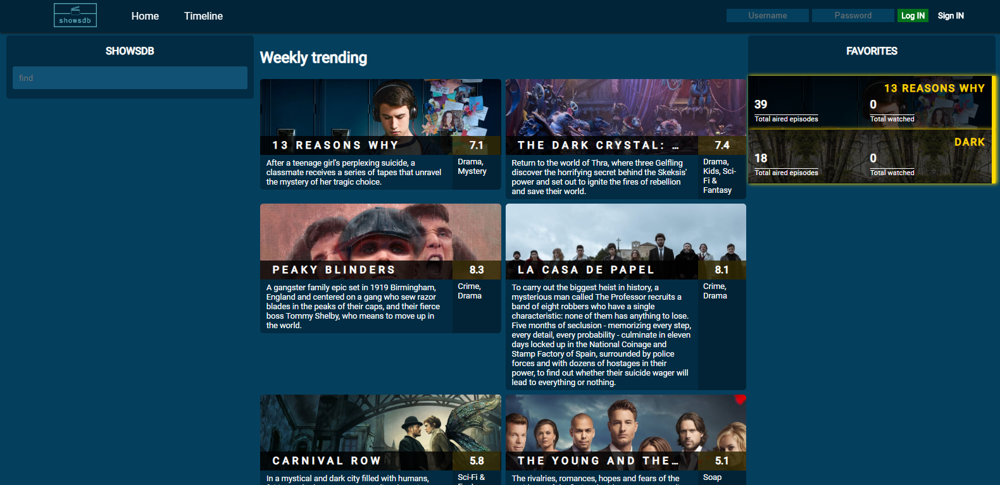 showsdb
Home
Timeline
Username
Password
Log IN
Sign IN
SHOWSDB
find
Weekly trending
13 REASONS WHY
7.1
After a teenage girl's perplexing suicide, a
classmate receives a series of tapes that unravel
the mystery of her tragic choice.
Drama,
Mystery
THE DARK CRYSTAL: ...
7.4
Return to the world of Thra, where three Gelfling
discover the horrifying secret behind the Skeksis'
power and set out to ignite the fires of rebellion
and save their world.
Drama,
Kids, Sci-
Fi &
Fantasy
PEAKY BLINDERS
8.3
A gangster family epic set in 1919 Birmingham,
England and centered on a gang who sew razor
blades in the peaks of their caps, and their fierce
boss Tommy Shelby, who means to move up in
the world.
Crime,
Drama
LA CASA DE PAPEL
8.1
To carry out the biggest heist in history, a
mysterious man called The Professor recruits a
band of eight robbers who have a single
characteristic: none of them has anything to lose.
Five months of seclusion - memorizing every step,
every detail, every probability - culminate in eleven
days locked up in the National Coinage and
Stamp Factory of Spain, surrounded by police
forces and with dozens of hostages in their
power, to find out whether their suicide wager will
lead to everything or nothing.
Crime,
Drama
CARNIVAL ROW
5.8
In a mystical and dark city filled with humans,
Sci-Fi &
THE YOUNG AND THE...
5.1
The rivalries, romances, hopes and fears of the
Soap
FAVORITES
13 REASONS WHY
39
Total aired episodes
0
Total watched
DARK
18
Total aired episodes
0
Total watched